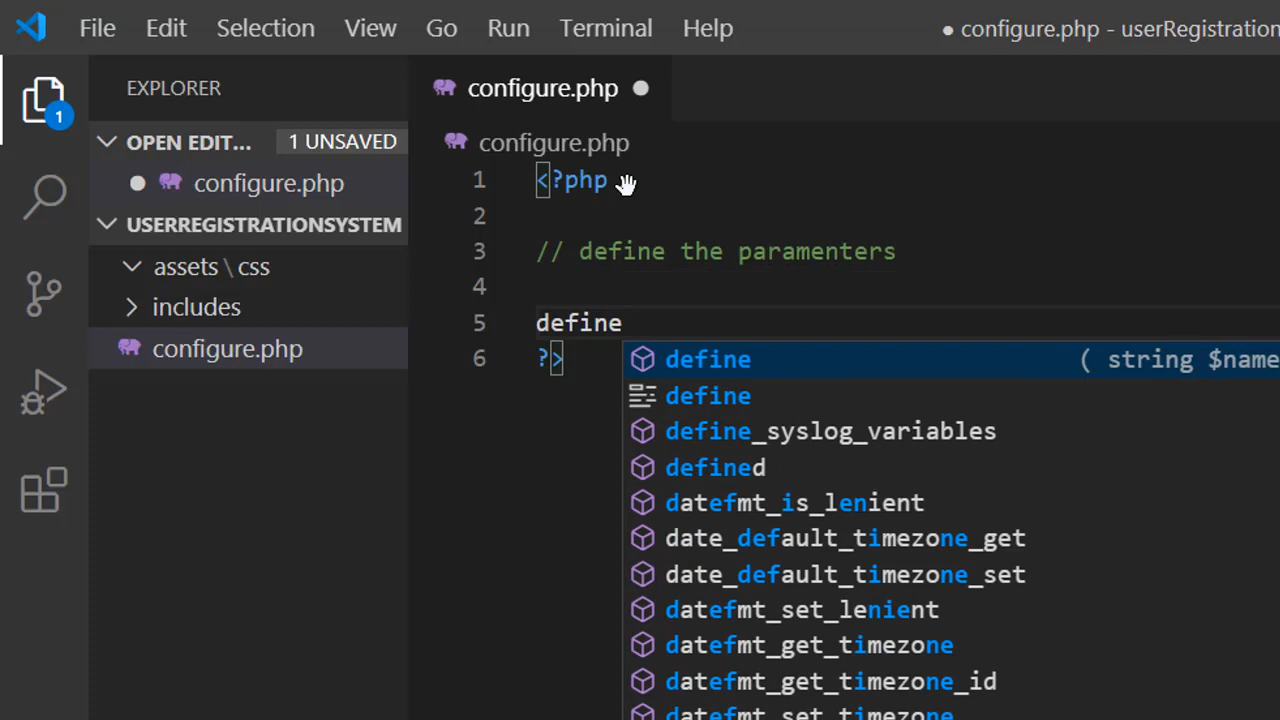 File Edit Selection View Go Run Terminal Help ● configure.php - userRegistration
EXPLORER
configure.php
OPEN EDIT... 1 UNSAVED
configure.php
configure.php
USERREGISTRATIONSYSTEM
assets \ css
includes
configure.php
1 <?php
2
3 // define the paramenters
4
5 define
6 ?>
define ( string $name
define
define_syslog_variables
defined
datefmt_is_lenient
date_default_timezone_get
date_default_timezone_set
datefmt_set_lenient
datefmt_get_timezone
datefmt_get_timezone_id
datefmt_set_timezone
1